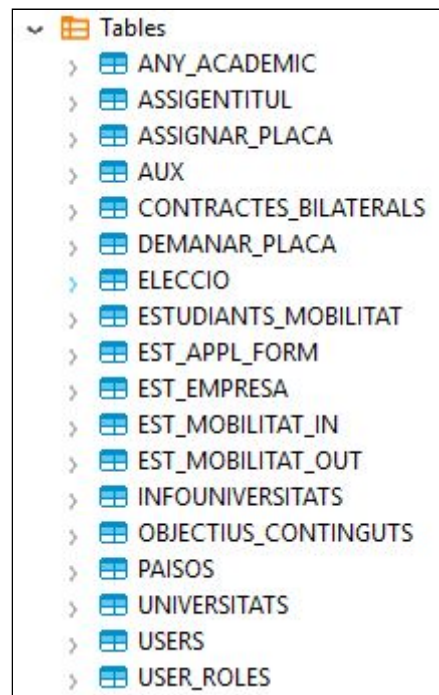 Tables
ANY_ACADEMIC
ASSIGENTITUL
ASSIGNAR_PLACA
AUX
CONTRACTES_BILATERALS
DEMANAR_PLACA
ELECCIO
ESTUDIANTS_MOBILITAT
EST_APPL_FORM
EST_EMPRESA
EST_MOBILITAT_IN
EST_MOBILITAT_OUT
INFOUNIVERSITATS
OBJECTIUS_CONTINGUTS
PAISOS
UNIVERSITATS
USERS
USER_ROLES